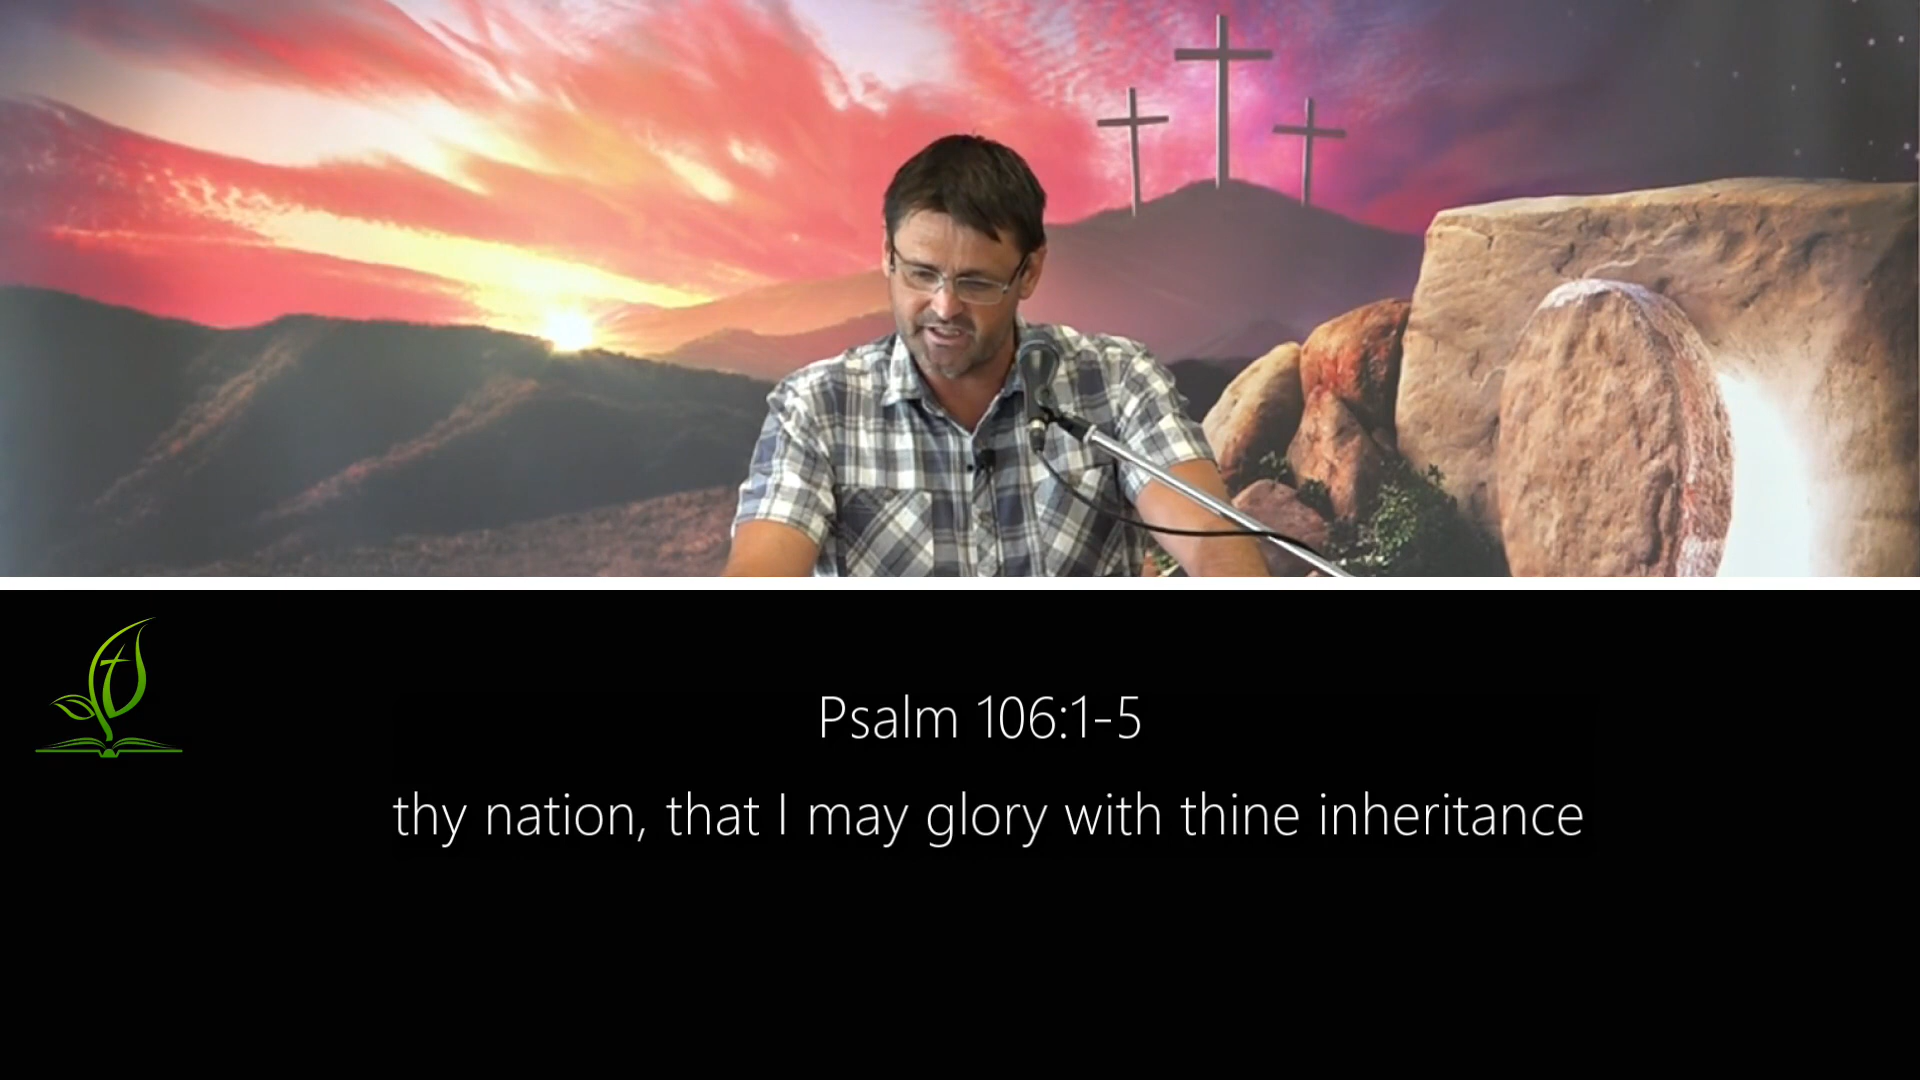 Psalm 106:1-5
thy nation, that I may glory with thine inheritance